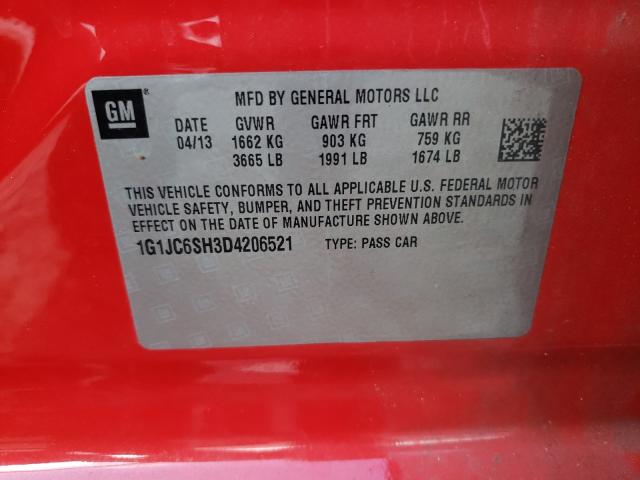 GM ®
MFD BY GENERAL MOTORS LLC
DATE GVWR GAWR FRT GAWR RR
04/13 1662 KG 903 KG 759 KG
3665 LB 1991 LB 1674 LB
THIS VEHICLE CONFORMS TO ALL APPLICABLE U.S. FEDERAL MOTOR
VEHICLE SAFETY, BUMPER, AND THEFT PREVENTION STANDARDS IN
EFFECT ON THE DATE OF MANUFACTURE SHOWN ABOVE.
1G1JC6SH3D4206521 TYPE: PASS CAR